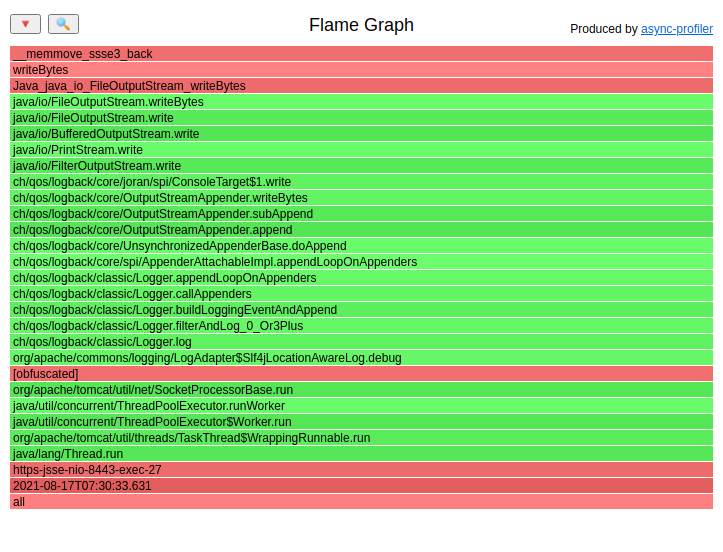 Flame Graph
Produced by async-profiler
__memmove_ssse3_back
writeBytes
Java_java_io_FileOutputStream_writeBytes
java/io/FileOutputStream.writeBytes
java/io/FileOutputStream.write
java/io/BufferedOutputStream.write
java/io/PrintStream.write
java/io/FilterOutputStream.write
ch/qos/logback/core/joran/spi/ConsoleTarget$1.write
ch/qos/logback/core/OutputStreamAppender.writeBytes
ch/qos/logback/core/OutputStreamAppender.subAppend
ch/qos/logback/core/OutputStreamAppender.append
ch/qos/logback/core/UnsynchronizedAppenderBase.doAppend
ch/qos/logback/core/spi/AppenderAttachableImpl.appendLoopOnAppenders
ch/qos/logback/classic/Logger.appendLoopOnAppenders
ch/qos/logback/classic/Logger.callAppenders
ch/qos/logback/classic/Logger.buildLoggingEventAndAppend
ch/qos/logback/classic/Logger.filterAndLog_0_Or3Plus
ch/qos/logback/classic/Logger.log
org/apache/commons/logging/LogAdapter$Slf4jLocationAwareLog.debug
[obfuscated]
org/apache/tomcat/util/net/SocketProcessorBase.run
java/util/concurrent/ThreadPoolExecutor.runWorker
java/util/concurrent/ThreadPoolExecutor$Worker.run
org/apache/tomcat/util/threads/TaskThread$WrappingRunnable.run
java/lang/Thread.run
https-jsse-nio-8443-exec-27
2021-08-17T07:30:33.631
all